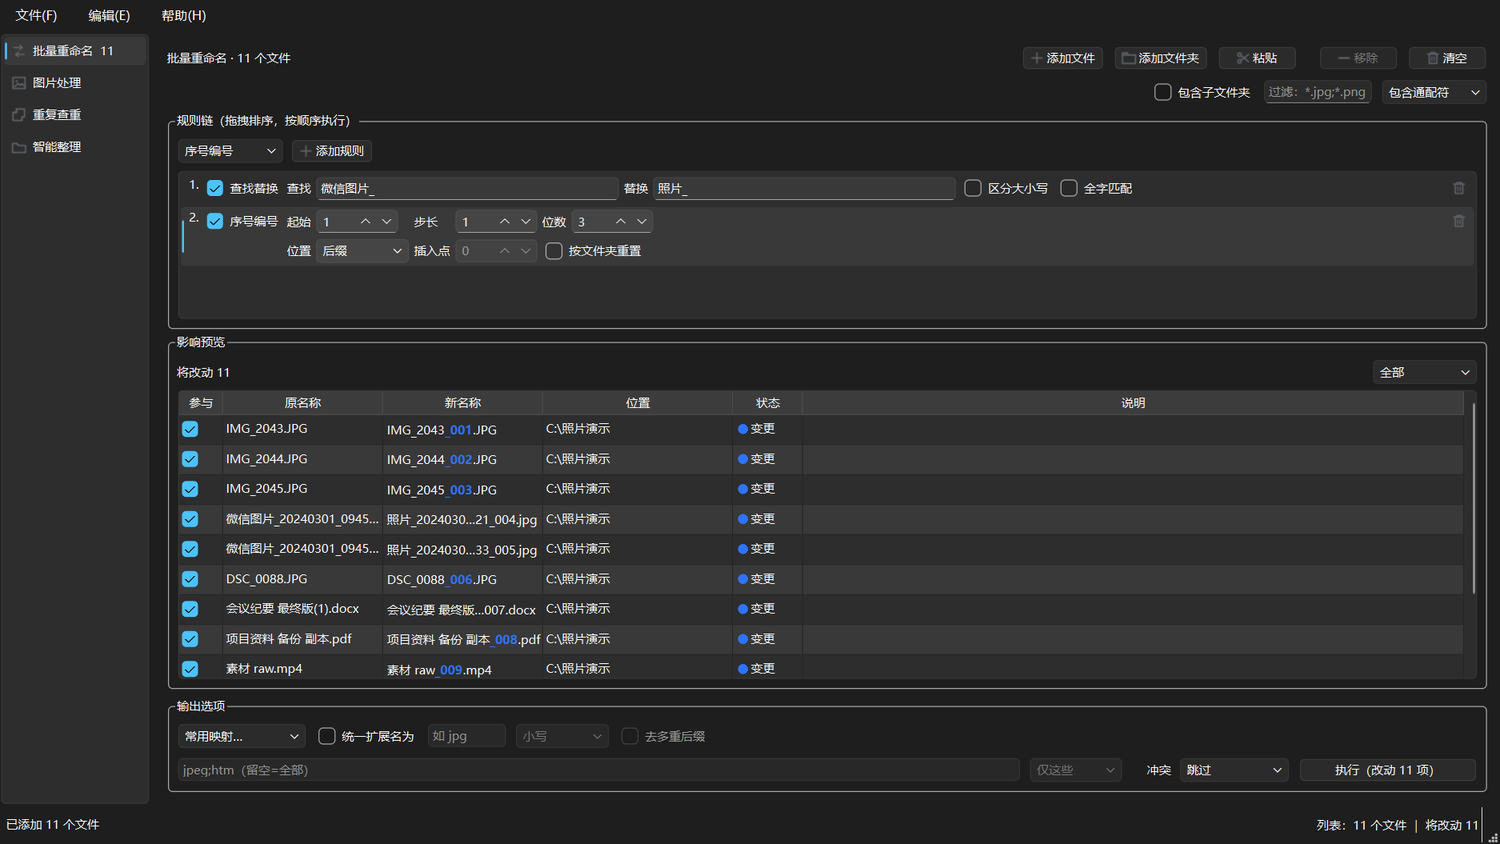 文件(F) 编辑(E) 帮助(H)
批量重命名 11
图片处理
重复查重
智能整理
批量重命名 · 11 个文件
添加文件 添加文件夹 粘贴 移除 清空
包含子文件夹 过滤：*.jpg;*.png 包含通配符
规则链（拖拽排序，按顺序执行）
序号编号 添加规则
1. 查找替换 查找 微信图片_ 替换 照片_ 区分大小写 全字匹配
2. 序号编号 起始 1 步长 1 位数 3
位置 后缀 插入点 0 按文件夹重置
影响预览
将改动 11 全部
参与 原名称 新名称 位置 状态 说明
IMG_2043.JPG IMG_2043_001.JPG C:\照片演示 变更
IMG_2044.JPG IMG_2044_002.JPG C:\照片演示 变更
IMG_2045.JPG IMG_2045_003.JPG C:\照片演示 变更
微信图片_20240301_0945... 照片_2024030...21_004.jpg C:\照片演示 变更
微信图片_20240301_0945... 照片_2024030...33_005.jpg C:\照片演示 变更
DSC_0088.JPG DSC_0088_006.JPG C:\照片演示 变更
会议纪要 最终版(1).docx 会议纪要 最终版...007.docx C:\照片演示 变更
项目资料 备份 副本.pdf 项目资料 备份 副本_008.pdf C:\照片演示 变更
素材 raw.mp4 素材 raw_009.mp4 C:\照片演示 变更
输出选项
常用映射... 统一扩展名为 如 jpg 小写 去多重后缀
jpeg;htm（留空=全部） 仅这些 冲突 跳过 执行（改动 11 项）
已添加 11 个文件 列表：11 个文件 | 将改动 11